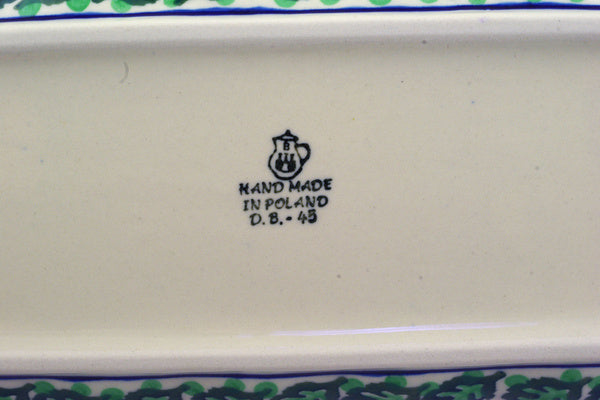 B
HAND MADE
IN POLAND
D.B.-45